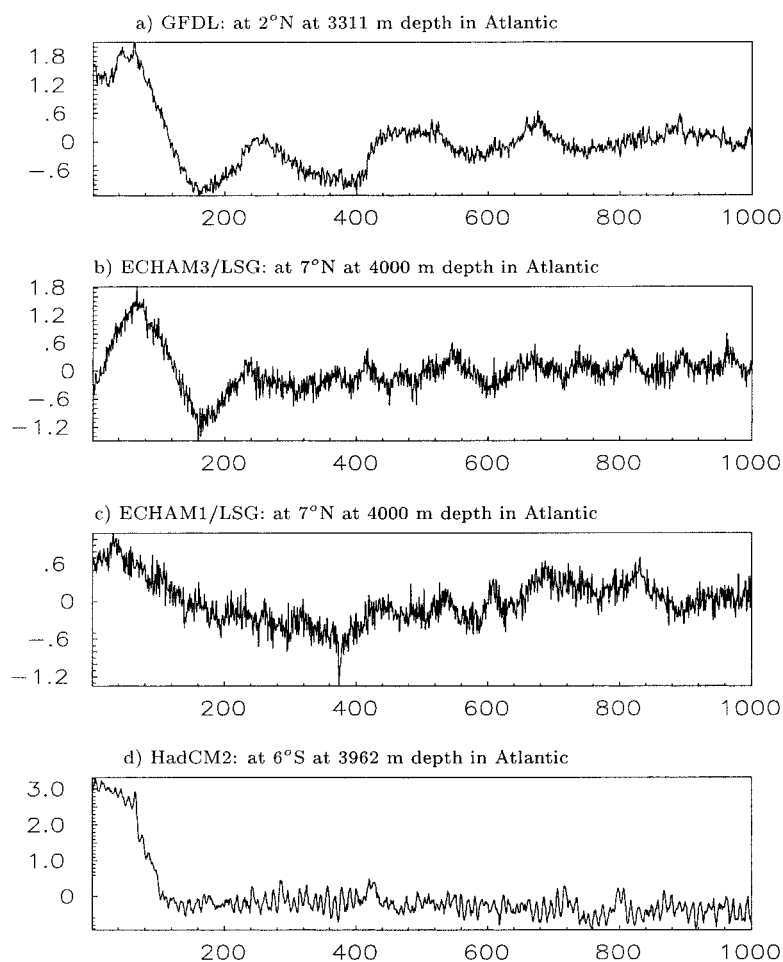 a) GFDL: at 2°N at 3311 m depth in Atlantic
1.8
1.2
.6
0
−.6
200 400 600 800 1000
b) ECHAM3/LSG: at 7°N at 4000 m depth in Atlantic
1.8
1.2
.6
0
−.6
−1.2
200 400 600 800 1000
c) ECHAM1/LSG: at 7°N at 4000 m depth in Atlantic
.6
0
−.6
−1.2
200 400 600 800 1000
d) HadCM2: at 6°S at 3962 m depth in Atlantic
3.0
2.0
1.0
0
200 400 600 800 1000